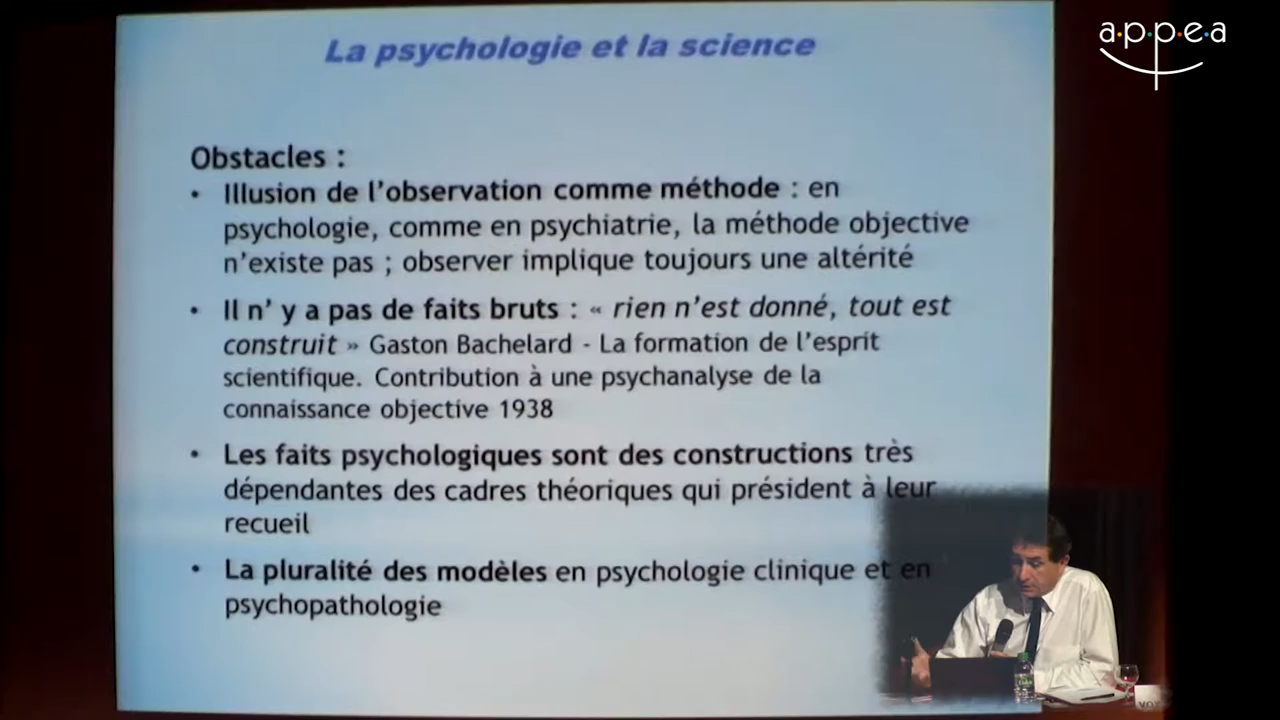 a·p·p·e·a
La psychologie et la science
Obstacles :
• Illusion de l'observation comme méthode : en
psychologie, comme en psychiatrie, la méthode objective
n'existe pas ; observer implique toujours une altérité
• Il n' y a pas de faits bruts : « rien n'est donné, tout est
construit » Gaston Bachelard - La formation de l'esprit
scientifique. Contribution à une psychanalyse de la
connaissance objective 1938
• Les faits psychologiques sont des constructions très
dépendantes des cadres théoriques qui président à leur
recueil
• La pluralité des modèles en psychologie clinique et en
psychopathologie